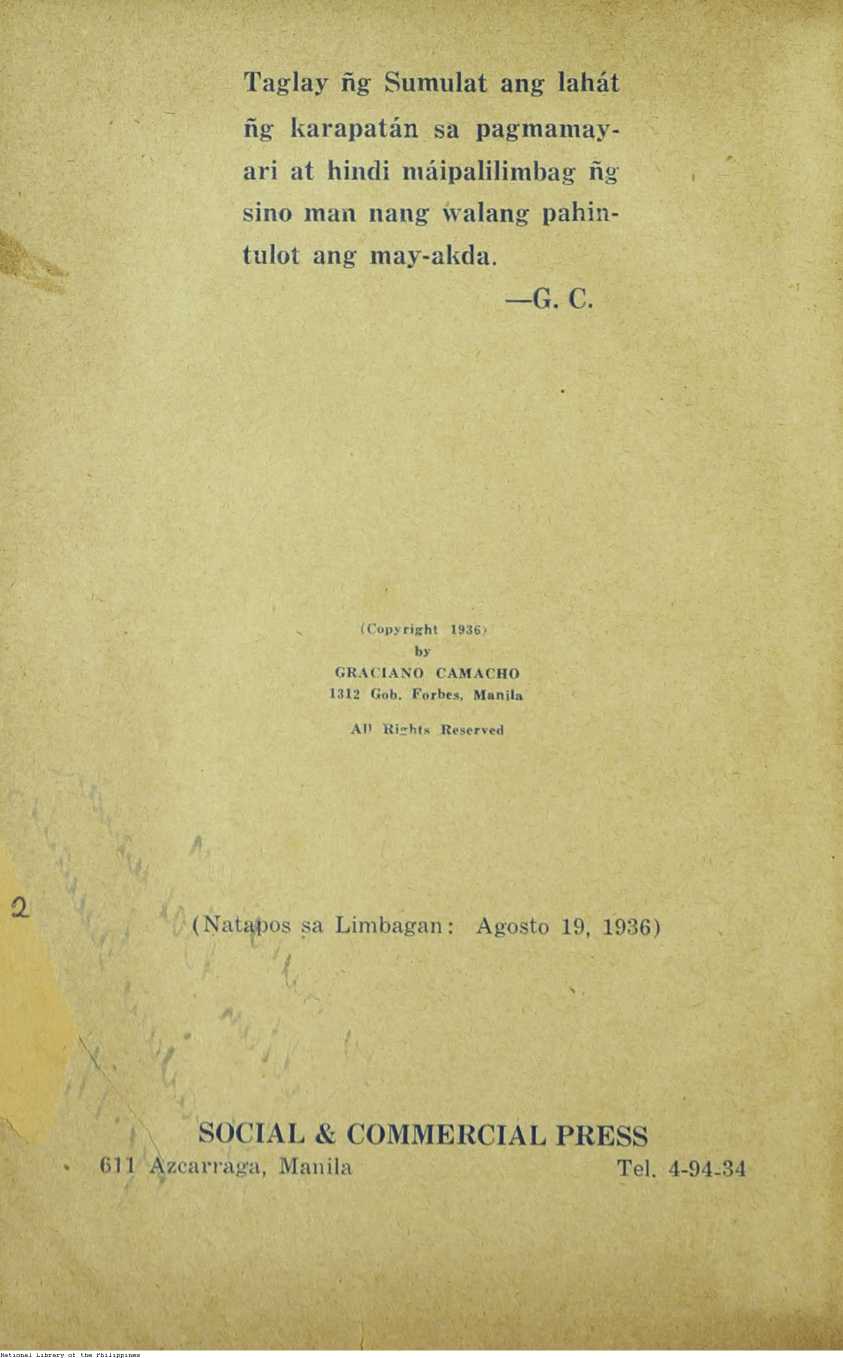 Taglay ñg Sumulat ang lahát
ñg karapatán sa pagmamay-
ari at hindi máipalilimbag ñg
sino man nang walang pahin-
tulot ang may-akda.
—G. C.
(Copyright 1936)
by
GRACIANO CAMACHO
1312 Gob. Forbes, Manila
All Rights Reserved
2
(Natapos sa Limbagan: Agosto 19, 1936)
SOCIAL & COMMERCIAL PRESS
611 Azcarraga, Manila Tel. 4-94-34
National Library of the Philippines